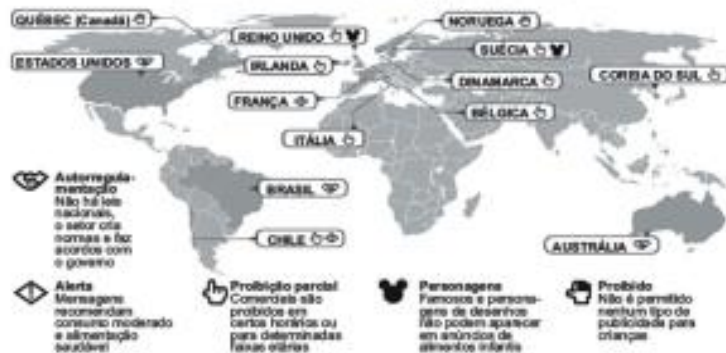 QUÉBEC (Canadá)
NORUEGA
REINO UNIDO
SUÉCIA
ESTADOS UNIDOS
IRLANDA
DINAMARCA
COREIA DO SUL
FRANÇA
BÉLGICA
ITÁLIA
Autorregula-
mentação
Não há leis
nacionais,
o setor cria
normas e faz
acordos com
o governo
BRASIL
CHILE
AUSTRÁLIA
Alerta
Mensagens
recomendam
consumo moderado
e alimentação
saudável
Proibição parcial
Comerciais são
proibidos em
certos horários ou
para determinadas
faixas etárias
Personagens
Famosos e persona-
gens de desenhos
não podem aparecer
em anúncios de
alimentos infantis
Proibido
Não é permitido
nenhum tipo de
publicidade para
crianças